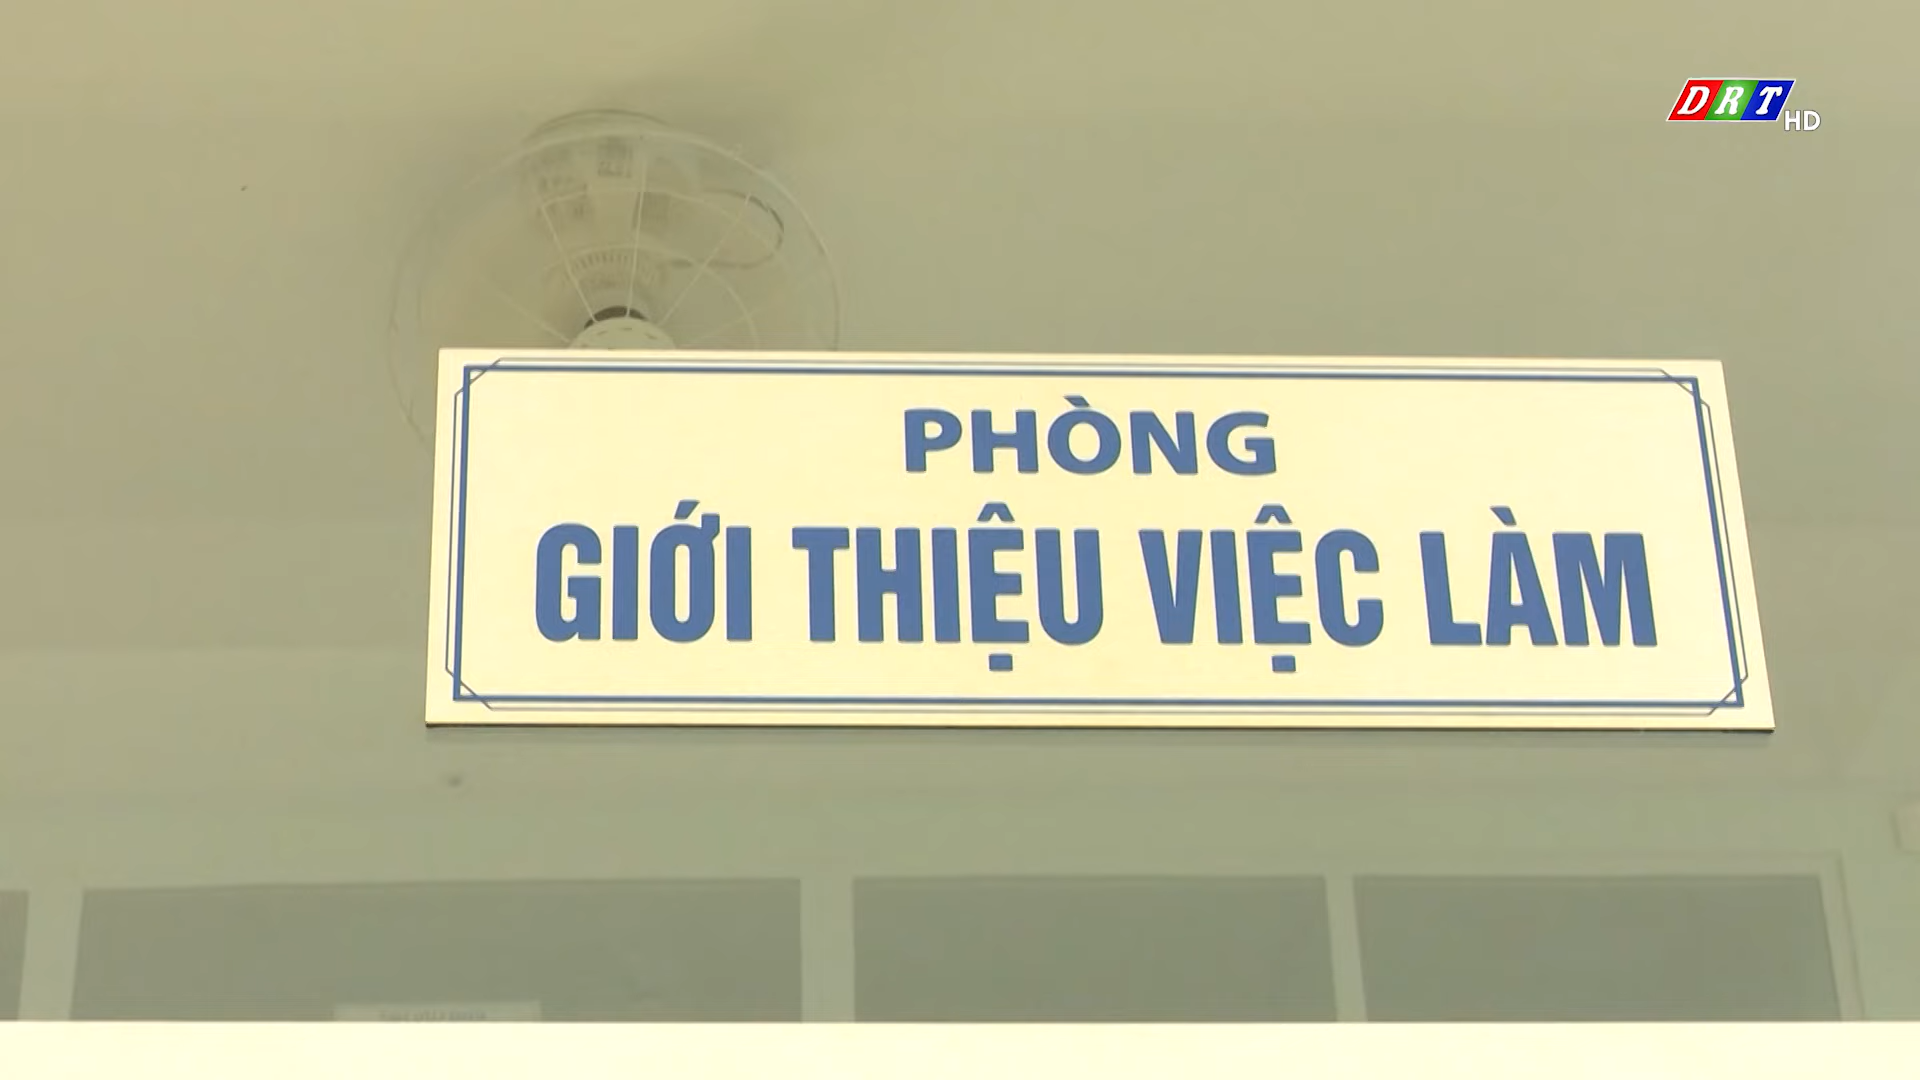 DRT HD
PHÒNG
GIỚI THIỆU VIỆC LÀM